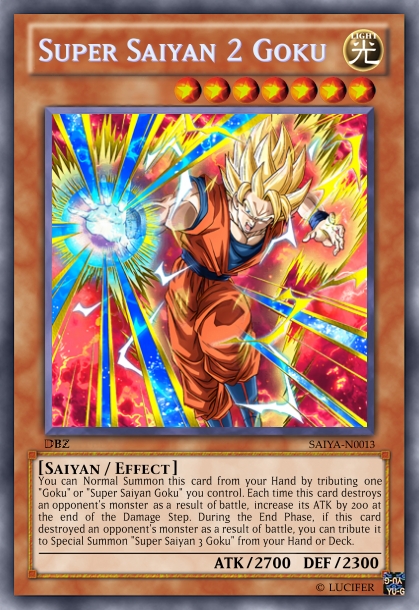 SUPER SAIYAN 2 GOKU
LIGHT
光
DBZ
SAIYA-N0013
[SAIYAN / EFFECT]
You can Normal Summon this card from your Hand by tributing one
"Goku" or "Super Saiyan Goku" you control. Each time this card destroys
an opponent's monster as a result of battle, increase its ATK by 200 at
the end of the Damage Step. During the End Phase, if this card
destroyed an opponent's monster as a result of battle, you can tribute it
to Special Summon "Super Saiyan 3 Goku" from your Hand or Deck.
ATK/2700 DEF/2300
© LUCIFER